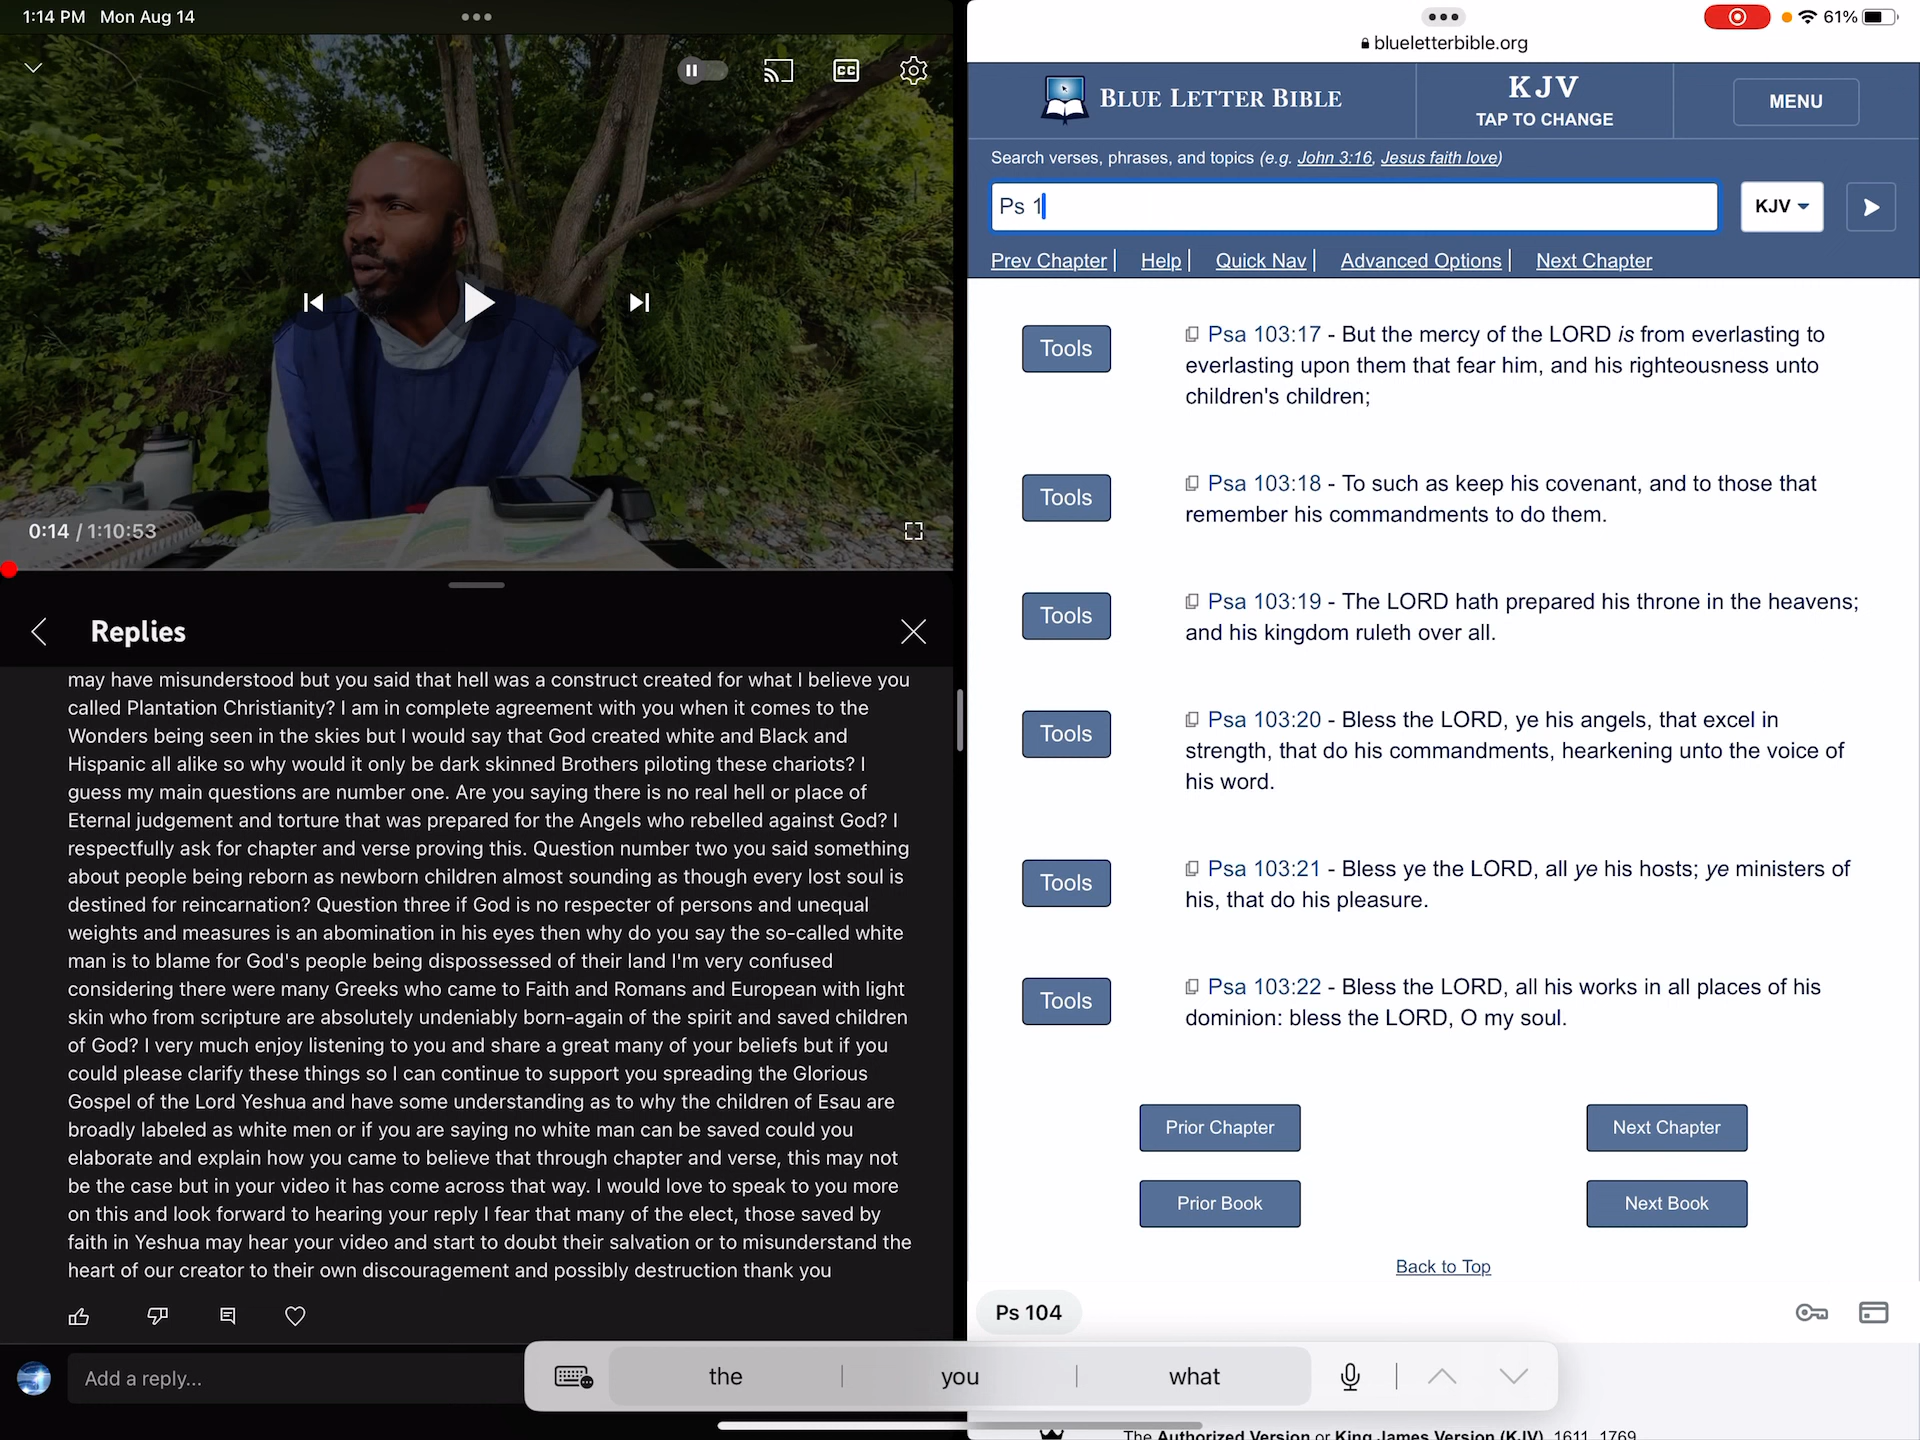 1:14 PM Mon Aug 14
0:14 / 1:10:53
Replies
may have misunderstood but you said that hell was a construct created for what I believe you
called Plantation Christianity? I am in complete agreement with you when it comes to the
Wonders being seen in the skies but I would say that God created white and Black and
Hispanic all alike so why would it only be dark skinned Brothers piloting these chariots? I
guess my main questions are number one. Are you saying there is no real hell or place of
Eternal judgement and torture that was prepared for the Angels who rebelled against God? I
respectfully ask for chapter and verse proving this. Question number two you said something
about people being reborn as newborn children almost sounding as though every lost soul is
destined for reincarnation? Question three if God is no respecter of persons and unequal
weights and measures is an abomination in his eyes then why do you say the so-called white
man is to blame for God's people being dispossessed of their land I'm very confused
considering there were many Greeks who came to Faith and Romans and European with light
skin who from scripture are absolutely undeniably born-again of the spirit and saved children
of God? I very much enjoy listening to you and share a great many of your beliefs but if you
could please clarify these things so I can continue to support you spreading the Glorious
Gospel of the Lord Yeshua and have some understanding as to why the children of Esau are
broadly labeled as white men or if you are saying no white man can be saved could you
elaborate and explain how you came to believe that through chapter and verse, this may not
be the case but in your video it has come across that way. I would love to speak to you more
on this and look forward to hearing your reply I fear that many of the elect, those saved by
faith in Yeshua may hear your video and start to doubt their salvation or to misunderstand the
heart of our creator to their own discouragement and possibly destruction thank you
Add a reply...
61%
blueletterbible.org
BLUE LETTER BIBLE
KJV
TAP TO CHANGE
MENU
Search verses, phrases, and topics (e.g. John 3:16, Jesus faith love)
Ps 1
KJV
Prev Chapter | Help | Quick Nav | Advanced Options | Next Chapter
Tools
Psa 103:17 - But the mercy of the LORD is from everlasting to
everlasting upon them that fear him, and his righteousness unto
children's children;
Tools
Psa 103:18 - To such as keep his covenant, and to those that
remember his commandments to do them.
Tools
Psa 103:19 - The LORD hath prepared his throne in the heavens;
and his kingdom ruleth over all.
Tools
Psa 103:20 - Bless the LORD, ye his angels, that excel in
strength, that do his commandments, hearkening unto the voice of
his word.
Tools
Psa 103:21 - Bless ye the LORD, all ye his hosts; ye ministers of
his, that do his pleasure.
Tools
Psa 103:22 - Bless the LORD, all his works in all places of his
dominion: bless the LORD, O my soul.
Prior Chapter
Next Chapter
Prior Book
Next Book
Back to Top
Ps 104
the
you
what
The Authorized Version or King James Version (KJV), 1611, 1769